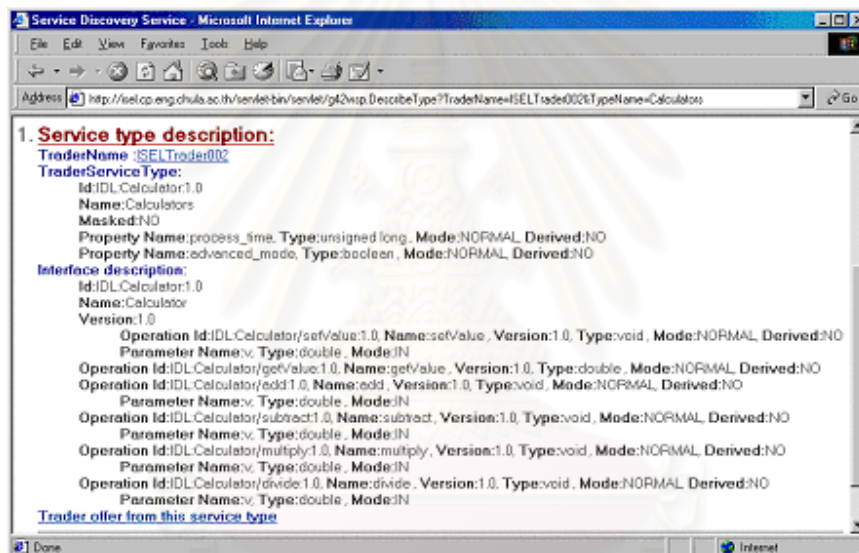 Service Discovery Service - Microsoft Internet Explorer
File Edit View Favorites Tools Help
Address http://isel.cp.eng.chula.ac.th/servlet-bin/servlet/g42wsp.DescribeType?TraderName=ISELTrader002&TypeName=Calculators Go
1. Service type description:
TraderName :ISELTrader002
TraderServiceType:
Id:IDL:Calculator:1.0
Name:Calculators
Masked:NO
Property Name:process_time, Type:unsigned long, Mode:NORMAL, Derived:NO
Property Name:advanced_mode, Type:boolean, Mode:NORMAL, Derived:NO
Interface description:
Id:IDL:Calculator:1.0
Name:Calculator
Version:1.0
Operation Id:IDL:Calculator/setValue:1.0, Name:setValue, Version:1.0, Type:void, Mode:NORMAL, Derived:NO
Parameter Name:v, Type:double, Mode:IN
Operation Id:IDL:Calculator/getValue:1.0, Name:getValue, Version:1.0, Type:double, Mode:NORMAL, Derived:NO
Operation Id:IDL:Calculator/add:1.0, Name:add, Version:1.0, Type:void, Mode:NORMAL, Derived:NO
Parameter Name:v, Type:double, Mode:IN
Operation Id:IDL:Calculator/subtract:1.0, Name:subtract, Version:1.0, Type:void, Mode:NORMAL, Derived:NO
Parameter Name:v, Type:double, Mode:IN
Operation Id:IDL:Calculator/multiply:1.0, Name:multiply, Version:1.0, Type:void, Mode:NORMAL, Derived:NO
Parameter Name:v, Type:double, Mode:IN
Operation Id:IDL:Calculator/divide:1.0, Name:divide, Version:1.0, Type:void, Mode:NORMAL, Derived:NO
Parameter Name:v, Type:double, Mode:IN
Trader offer from this service type
Done Internet